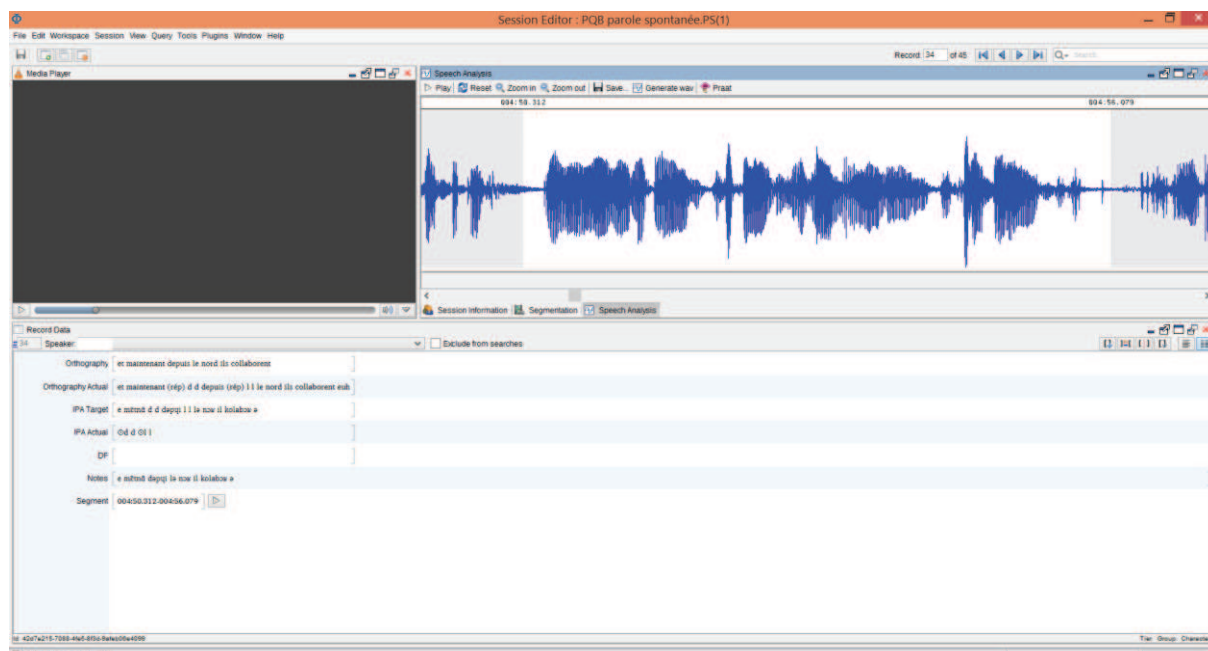 Session Editor : PQB parole spontanée.PS(1)
File Edit Workspace Session View Query Tools Plugins Window Help
Record: 34 of 45
Media Player
Speech Analysis
Play Reset Zoom in Zoom out Save... Generate wav Praat
004:50.312 004:56.079
Session Information Segmentation Speech Analysis
Record Data
# 34 Speaker Exclude from searches
Orthography et maintenant depuis le nord ils collaborent
Orthography Actual et maintenant (rép) d d depuis (rép) l l le nord ils collaborent euh
IPA Target
IPA Actual
DF
Notes
Segment 004:50.312-004:56.079
Tier Group